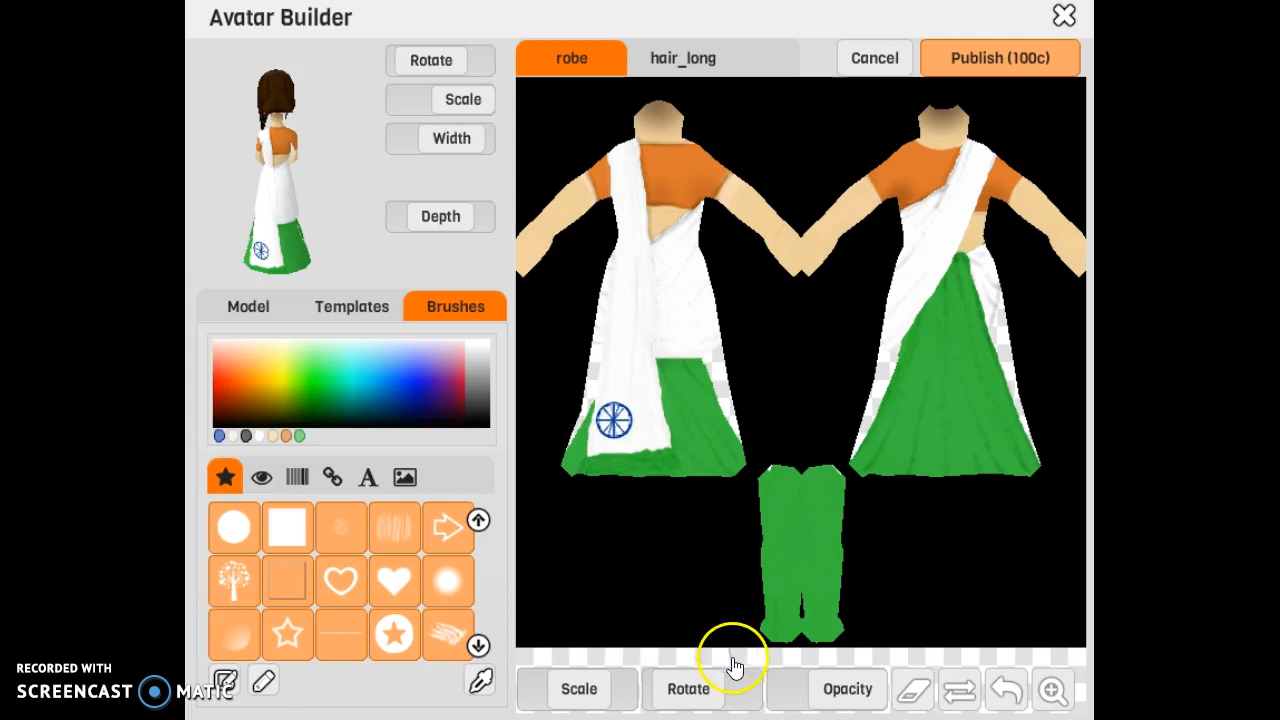 Avatar Builder
Rotate
Scale
Width
Depth
robe
hair_long
Cancel
Publish (100c)
Model
Templates
Brushes
A
Scale
Rotate
Opacity
RECORDED WITH
SCREENCAST MATIC